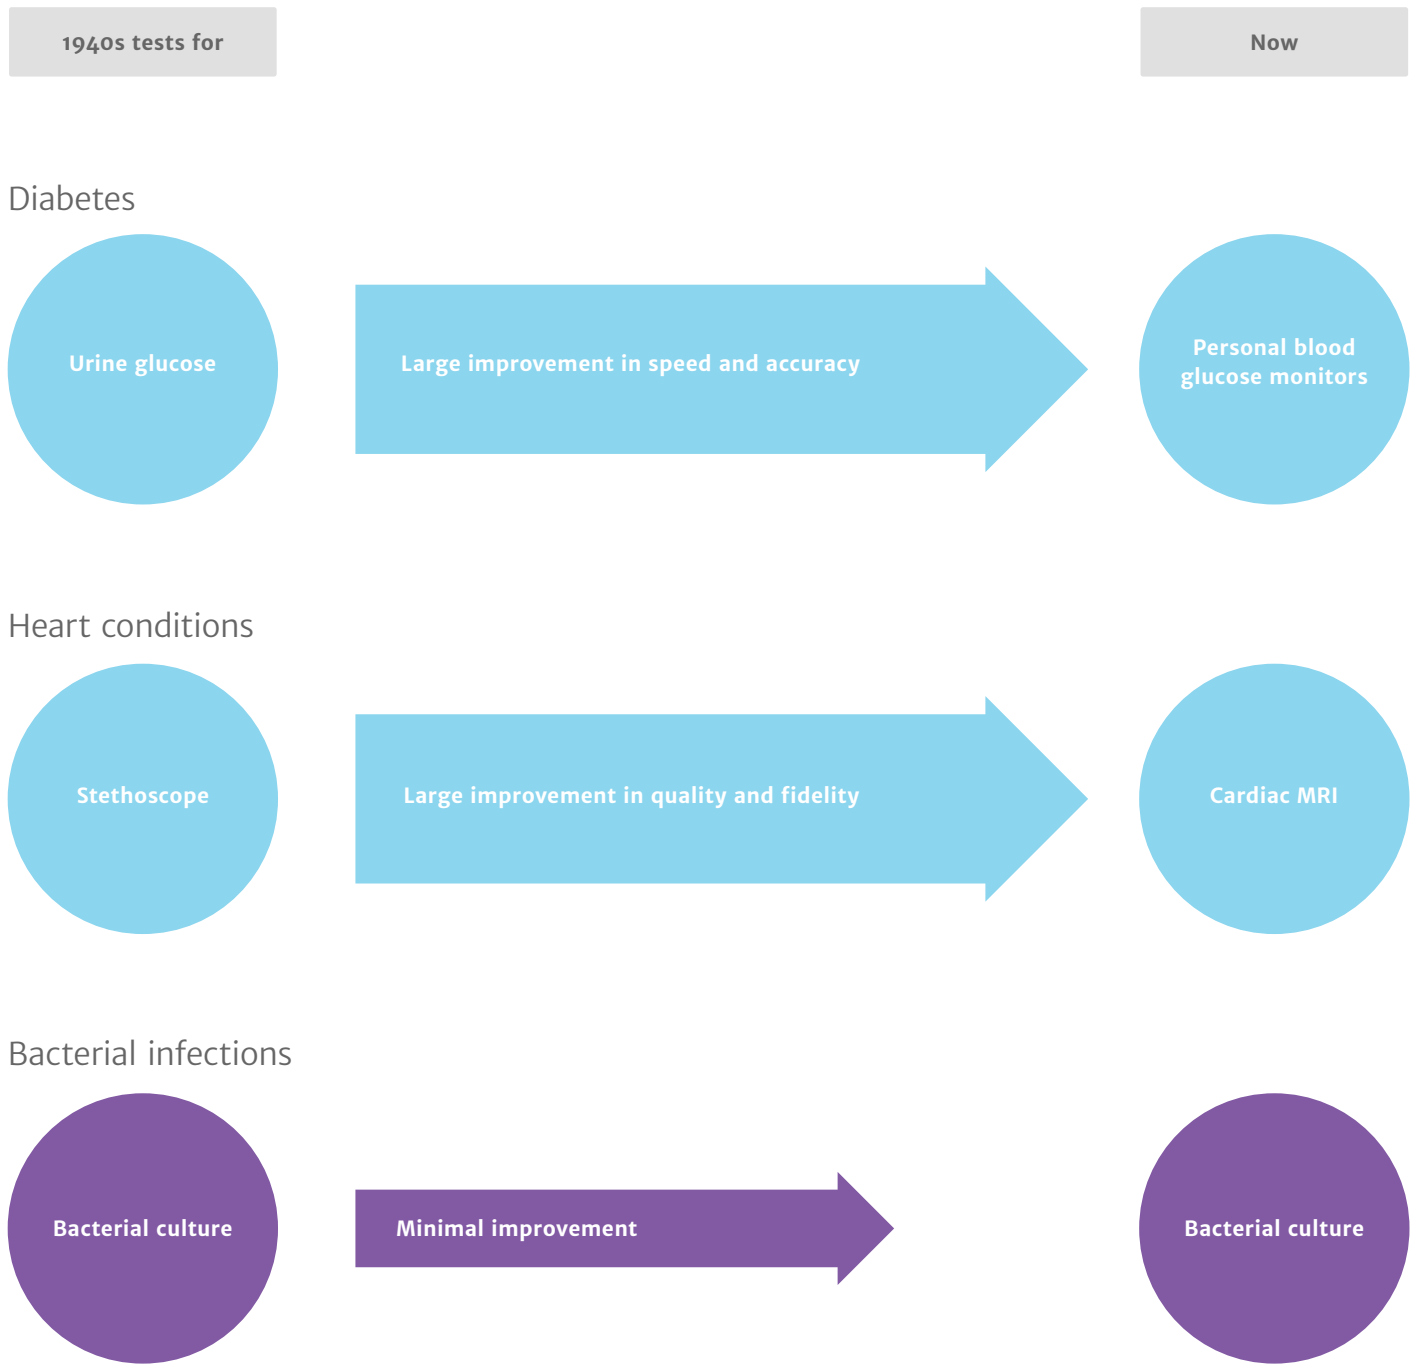 1940s tests for
Now
Diabetes
Urine glucose
Large improvement in speed and accuracy
Personal blood
glucose monitors
Heart conditions
Stethoscope
Large improvement in quality and fidelity
Cardiac MRI
Bacterial infections
Bacterial culture
Minimal improvement
Bacterial culture